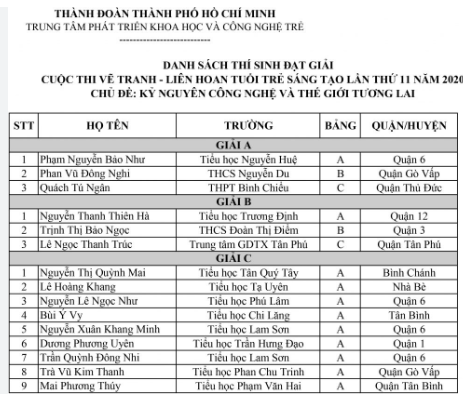 THÀNH ĐOÀN THÀNH PHỐ HỒ CHÍ MINH
TRUNG TÂM PHÁT TRIỂN KHOA HỌC VÀ CÔNG NGHỆ TRẺ
----------------------------
DANH SÁCH THÍ SINH ĐẠT GIẢI
CUỘC THI VẼ TRANH - LIÊN HOAN TUỔI TRẺ SÁNG TẠO LẦN THỨ 11 NĂM 2020
CHỦ ĐỀ: KỶ NGUYÊN CÔNG NGHỆ VÀ THẾ GIỚI TƯƠNG LAI
STT HỌ TÊN TRƯỜNG BẢNG QUẬN/HUYỆN
GIẢI A
1 Phạm Nguyễn Bảo Như Tiểu học Nguyễn Huệ A Quận 6
2 Phan Vũ Đông Nghi THCS Nguyễn Du B Quận Gò Vấp
3 Quách Tú Ngân THPT Bình Chiểu C Quận Thủ Đức
GIẢI B
1 Nguyễn Thanh Thiên Hà Tiểu học Trương Định A Quận 12
2 Trịnh Thị Bảo Ngọc THCS Đoàn Thị Điểm B Quận 3
3 Lê Ngọc Thanh Trúc Trung tâm GDTX Tân Phú C Quận Tân Phú
GIẢI C
1 Nguyễn Thị Quỳnh Mai Tiểu học Tân Quý Tây A Bình Chánh
2 Lê Hoàng Khang Tiểu học Tạ Uyên A Nhà Bè
3 Nguyễn Lê Ngọc Như Tiểu học Phú Lâm A Quận 6
4 Bùi Ý Vy Tiểu học Chi Lăng A Tân Bình
5 Nguyễn Xuân Khang Minh Tiểu học Lam Sơn A Quận 6
6 Dương Phương Uyên Tiểu học Trần Hưng Đạo A Quận 1
7 Trần Quỳnh Đông Nhi Tiểu học Lam Sơn A Quận 6
8 Trà Vũ Kim Thanh Tiểu học Phan Chu Trinh A Quận Gò Vấp
9 Mai Phương Thùy Tiểu học Phạm Văn Hai A Quận Tân Bình